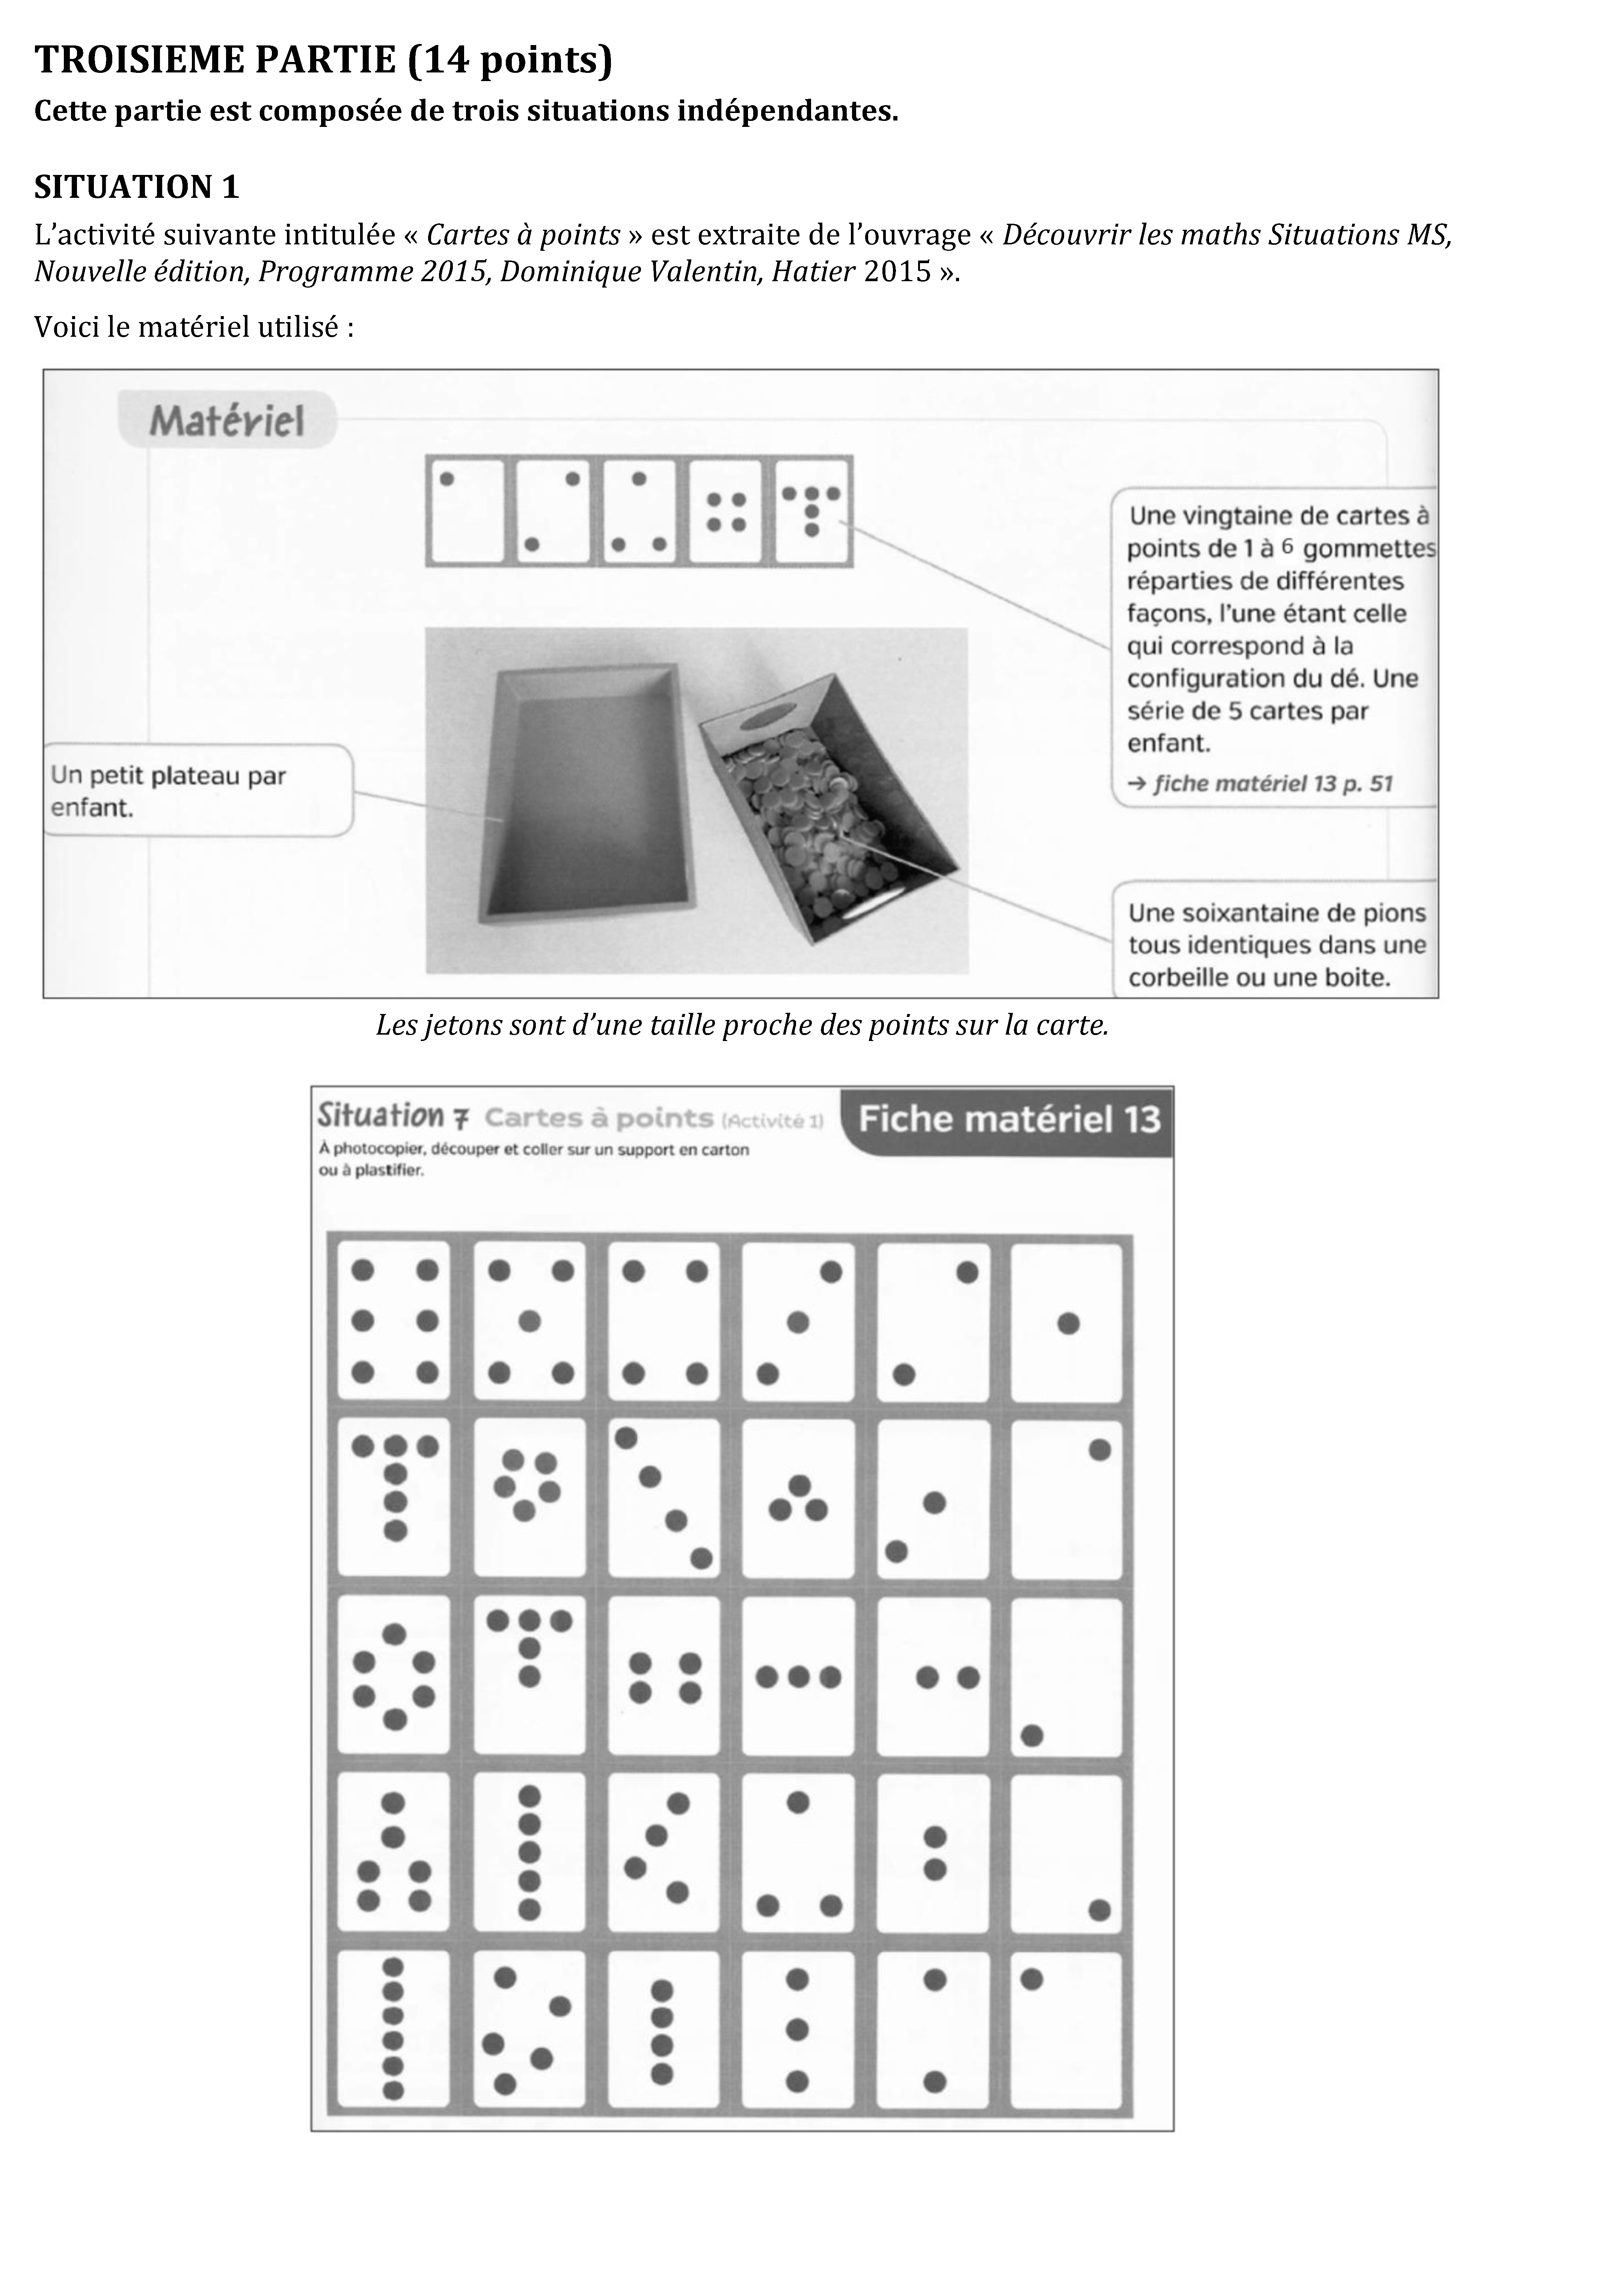 TROISIEME PARTIE (14 points)
Cette partie est composée de trois situations indépendantes.
SITUATION 1
L’activité suivante intitulée « Cartes à points » est extraite de l’ouvrage « Découvrir les maths Situations MS,
Nouvelle édition, Programme 2015, Dominique Valentin, Hatier 2015 ».
Voici le matériel utilisé :
Matériel
Une vingtaine de cartes à
points de 1 à 6 gommettes
réparties de différentes
façons, l’une étant celle
qui correspond à la
configuration du dé. Une
série de 5 cartes par
enfant.
→ fiche matériel 13 p. 51
Un petit plateau par
enfant.
Une soixantaine de pions
tous identiques dans une
corbeille ou une boite.
Les jetons sont d’une taille proche des points sur la carte.
Situation 7 Cartes à points (Activité 1)
Fiche matériel 13
À photocopier, découper et coller sur un support en carton
ou à plastifier.